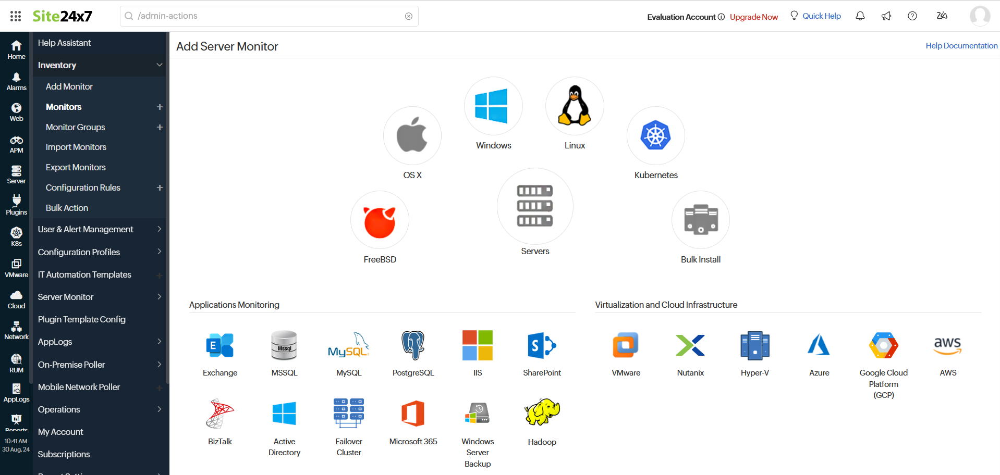 Site24x7
/admin-actions
Evaluation Account
Upgrade Now
Quick Help
Home
Alarms
Web
APM
Server
Plugins
K8s
VMware
Cloud
Network
RUM
AppLogs
Reports
10:41 AM
30 Aug, 24
Help Assistant
Inventory
Add Monitor
Monitors
Monitor Groups
Import Monitors
Export Monitors
Configuration Rules
Bulk Action
User & Alert Management
Configuration Profiles
IT Automation Templates
Server Monitor
Plugin Template Config
AppLogs
On-Premise Poller
Mobile Network Poller
Operations
My Account
Subscriptions
Add Server Monitor
Help Documentation
Windows
Linux
OS X
Kubernetes
FreeBSD
Servers
Bulk Install
Applications Monitoring
E
Mssql
MySQL
S
Exchange
MSSQL
MySQL
PostgreSQL
IIS
SharePoint
BizTalk
Active
Directory
Failover
Cluster
Microsoft 365
Windows
Server
Backup
Hadoop
Virtualization and Cloud Infrastructure
aws
VMware
Nutanix
Hyper-V
Azure
Google Cloud
Platform
(GCP)
AWS